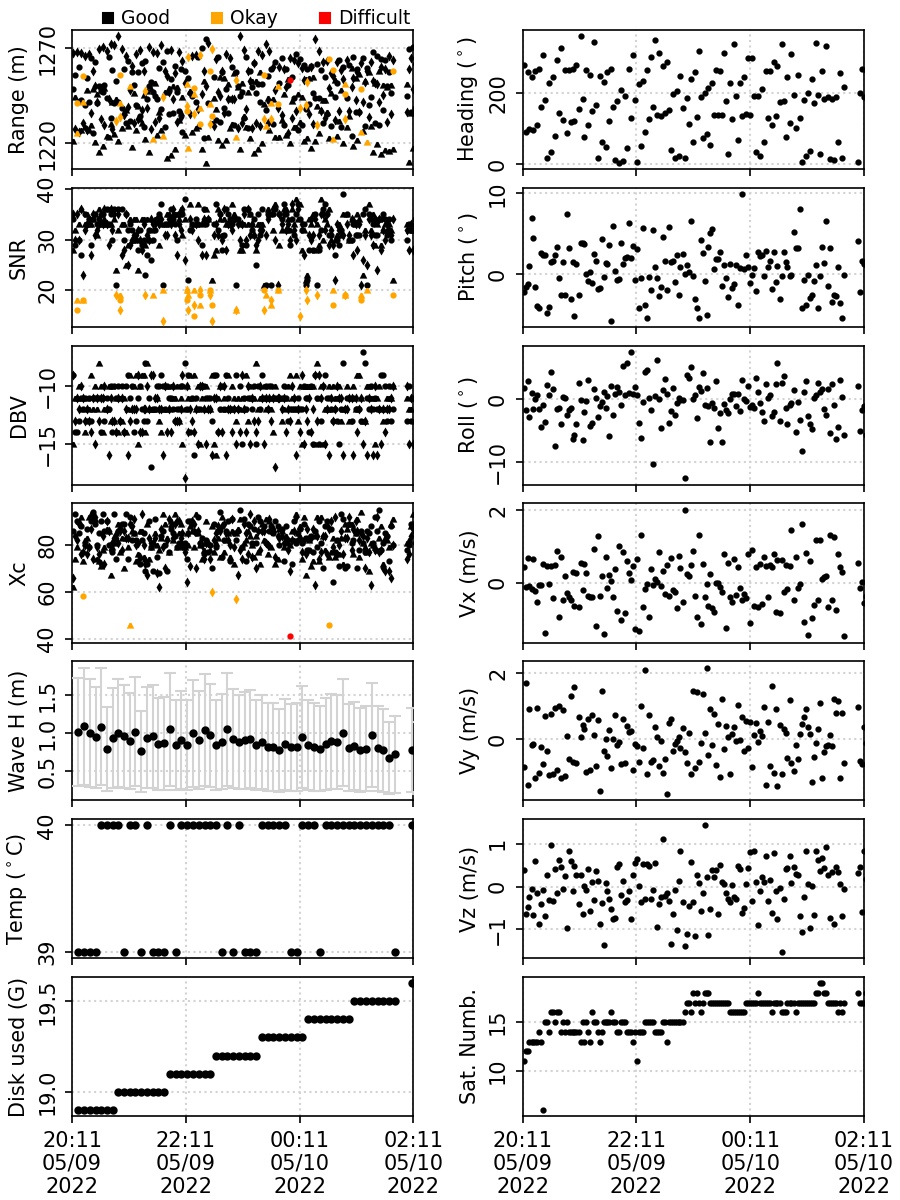 Good Okay Difficult
Range (m)
1270
1220
Heading (°)
200
0
SNR
40
30
20
Pitch (°)
10
0
DBV
−10
−15
Roll (°)
0
−10
Xc
80
60
40
Vx (m/s)
2
0
Wave H (m)
1.5
1.0
0.5
Vy (m/s)
2
0
Temp (°C)
40
39
Vz (m/s)
1
0
−1
Disk used (G)
19.5
19.0
Sat. Numb.
15
10
20:11 22:11 00:11 02:11 20:11 22:11 00:11 02:11
05/09 05/09 05/10 05/10 05/09 05/09 05/10 05/10
2022 2022 2022 2022 2022 2022 2022 2022